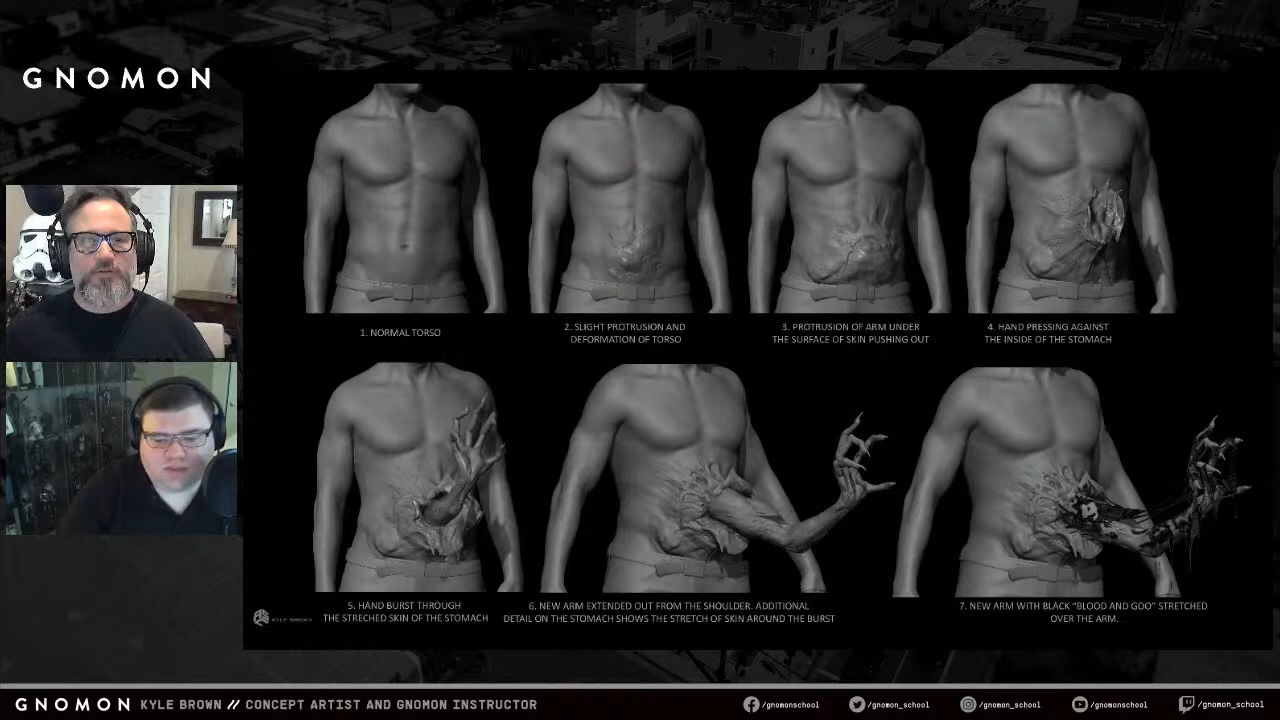 GNOMON
1. NORMAL TORSO
2. SLIGHT PROTRUSION AND
DEFORMATION OF TORSO
3. PROTRUSION OF ARM UNDER
THE SURFACE OF SKIN PUSHING OUT
4. HAND PRESSING AGAINST
THE INSIDE OF THE STOMACH
5. HAND BURST THROUGH
THE STRECHED SKIN OF THE STOMACH
6. NEW ARM EXTENDED OUT FROM THE SHOULDER. ADDITIONAL
DETAIL ON THE STOMACH SHOWS THE STRETCH OF SKIN AROUND THE BURST
7. NEW ARM WITH BLACK "BLOOD AND GOO" STRETCHED
OVER THE ARM.
KYLE BROWN
GNOMON KYLE BROWN // CONCEPT ARTIST AND GNOMON INSTRUCTOR
/gnomonschool
/gnomon_school
/gnomon_school
/gnomonschool
/gnomon_school